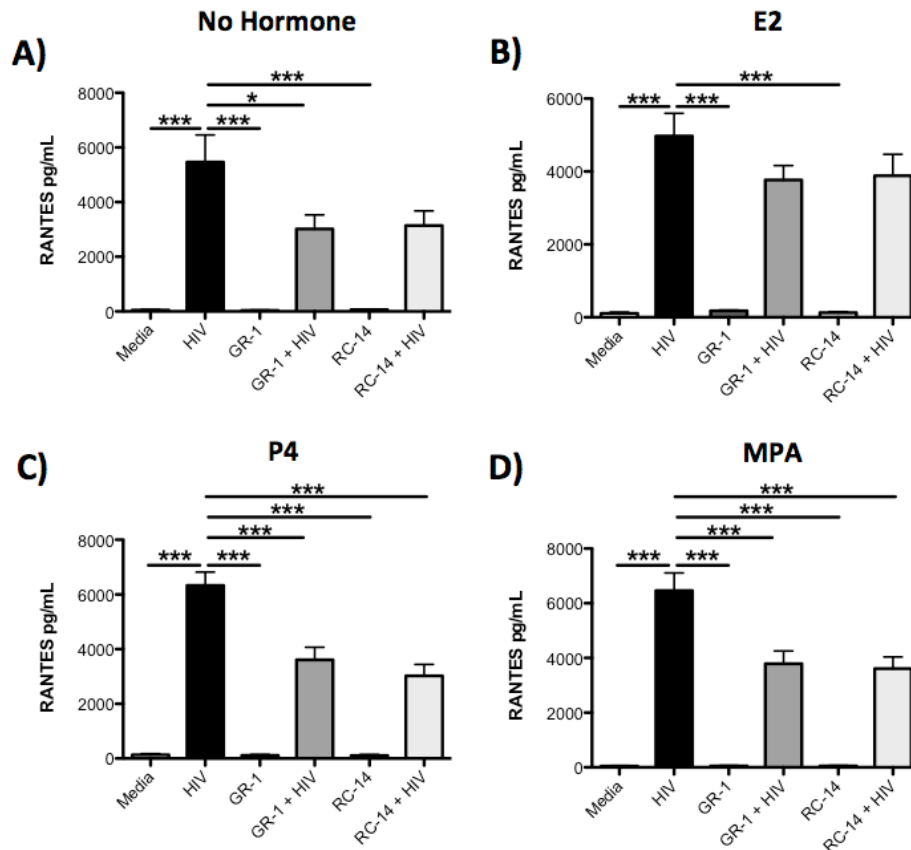 No Hormone
A)
***
*
*** ***
8000
6000
4000
2000
0
RANTES pg/mL
Media
HIV
GR-1
GR-1 + HIV
RC-14
RC-14 + HIV
E2
B)
***
*** ***
6000
4000
2000
0
RANTES pg/mL
Media
HIV
GR-1
GR-1 + HIV
RC-14
RC-14 + HIV
P4
C)
***
***
***
*** ***
8000
6000
4000
2000
0
RANTES pg/mL
Media
HIV
GR-1
GR-1 + HIV
RC-14
RC-14 + HIV
MPA
D)
***
***
***
*** ***
8000
6000
4000
2000
0
RANTES pg/mL
Media
HIV
GR-1
GR-1 + HIV
RC-14
RC-14 + HIV